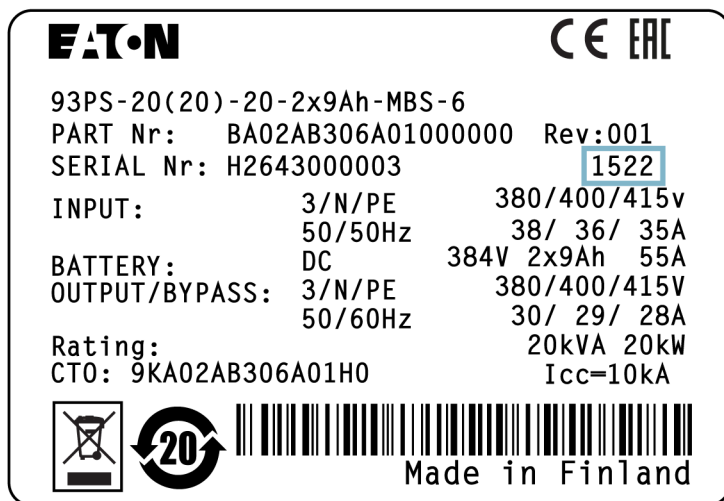 EATON CE EAC
93PS-20(20)-20-2x9Ah-MBS-6
PART Nr: BA02AB306A01000000 Rev:001
SERIAL Nr: H2643000003 1522
INPUT: 3/N/PE 380/400/415v
50/50Hz 38/ 36/ 35A
BATTERY: DC 384V 2x9Ah 55A
OUTPUT/BYPASS: 3/N/PE 380/400/415V
50/60Hz 30/ 29/ 28A
Rating: 20kVA 20kW
CTO: 9KA02AB306A01H0 Icc=10kA
20
Made in Finland